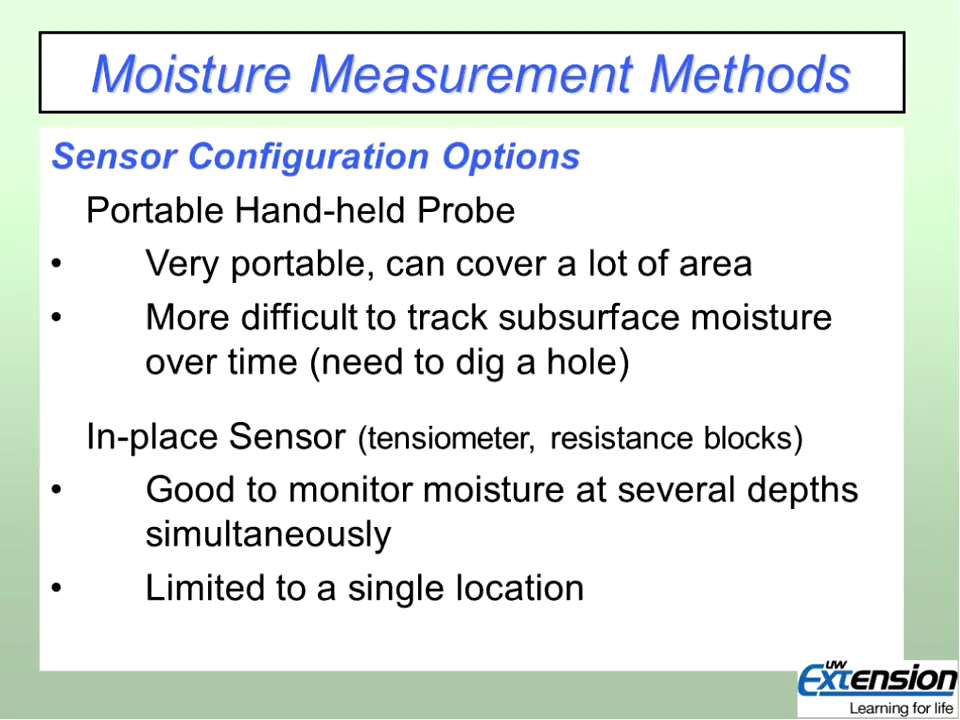 Moisture Measurement Methods
Sensor Configuration Options
Portable Hand-held Probe
• Very portable, can cover a lot of area
• More difficult to track subsurface moisture
over time (need to dig a hole)
In-place Sensor (tensiometer, resistance blocks)
• Good to monitor moisture at several depths
simultaneously
• Limited to a single location
UW
Extension
Learning for life